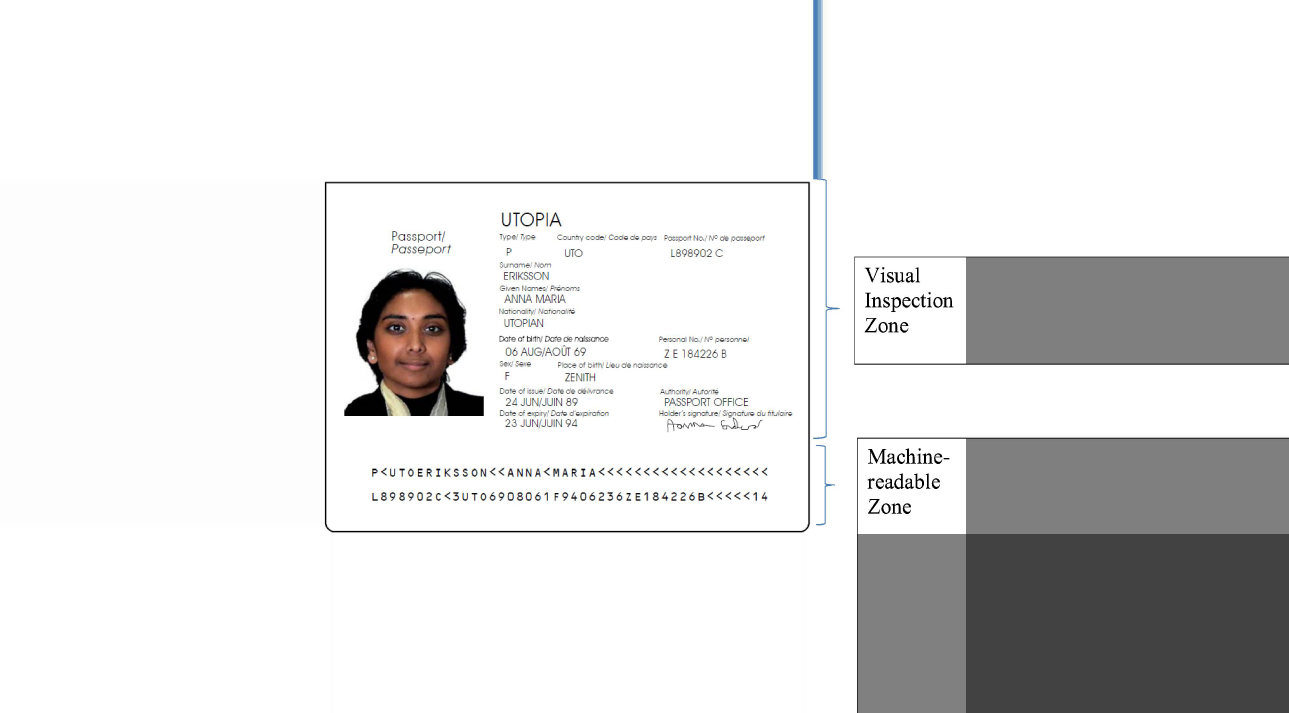 UTOPIA
Passport/
Passeport
Type/ Type Country code/ Code de pays Passport No./ Nº de passeport
P UTO L898902 C
Surname/ Nom
ERIKSSON
Given Names/ Prénoms
ANNA MARIA
Nationality/ Nationalité
UTOPIAN
Date of birth/ Date de naissance Personal No./ Nº personnel
06 AUG/AOÛT 69 Z E 184226 B
Sex/ Sexe Place of birth/ Lieu de naissance
F ZENITH
Date of issue/ Date de délivrance Authority/ Autorité
24 JUN/JUIN 89 PASSPORT OFFICE
Date of expiry/ Date d'expiration Holder's signature/ Signature du titulaire
23 JUN/JUIN 94
P<UTOERIKSSON<<ANNA<MARIA<<<<<<<<<<<<<<<<<<<
L898902C<3UTO6908061F9406236ZE184226B<<<<<14
Visual
Inspection
Zone
Machine-
readable
Zone